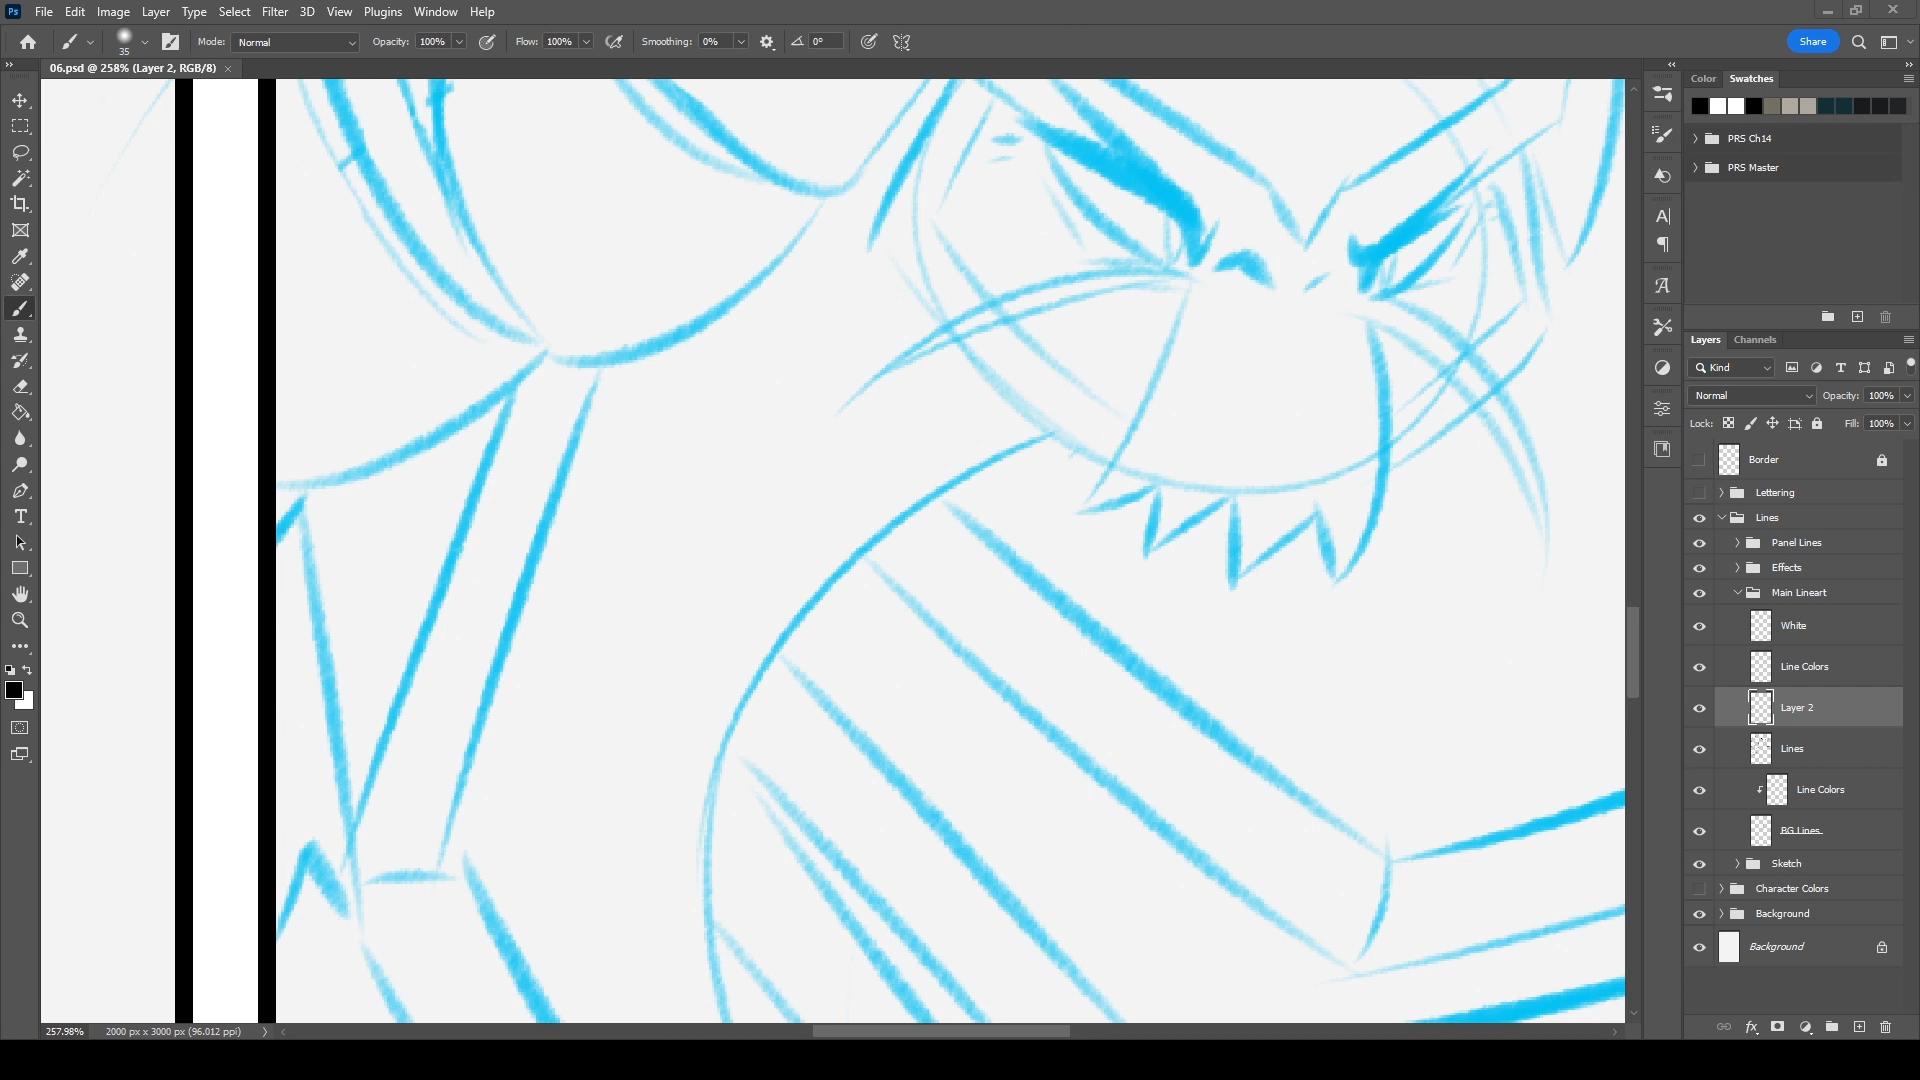 Ps File Edit Image Layer Type Select Filter 3D View Plugins Window Help
35 Mode: Normal Opacity: 100% Flow: 100% Smoothing: 0% 0° Share
06.psd @ 258% (Layer 2, RGB/8) ×
Color Swatches
PRS Ch14
PRS Master
Layers Channels
Kind
Normal Opacity: 100%
Lock: Fill: 100%
Border
Lettering
Lines
Panel Lines
Effects
Main Lineart
White
Line Colors
Layer 2
Lines
Line Colors
BG Lines
Sketch
Character Colors
Background
Background
257.98% 2000 px x 3000 px (96.012 ppi)